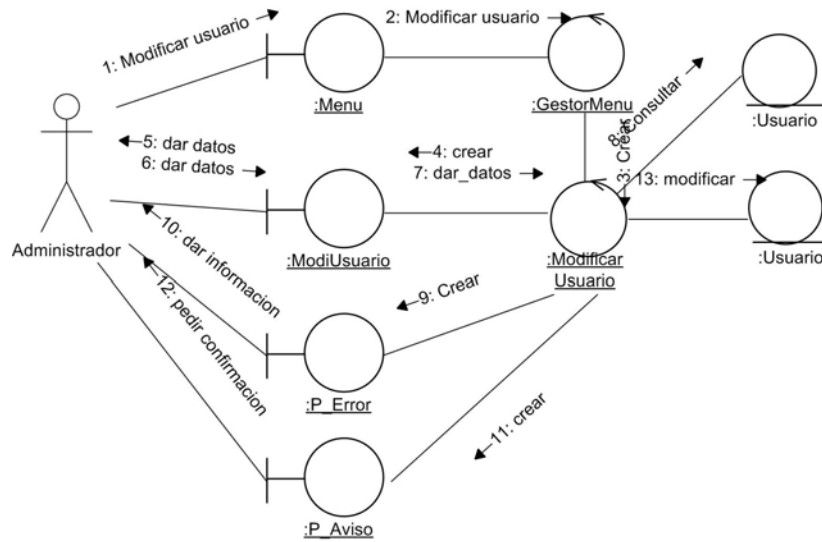 1: Modificar usuario
2: Modificar usuario
:Menu
:GestorMenu
:Usuario
8: Consultar
3: Crear
5: dar datos
6: dar datos
4: crear
7: dar_datos
13: modificar
Administrador
:ModiUsuario
:Modificar
Usuario
:Usuario
10: dar informacion
12: pedir confirmacion
9: Crear
:P_Error
11: crear
:P_Aviso